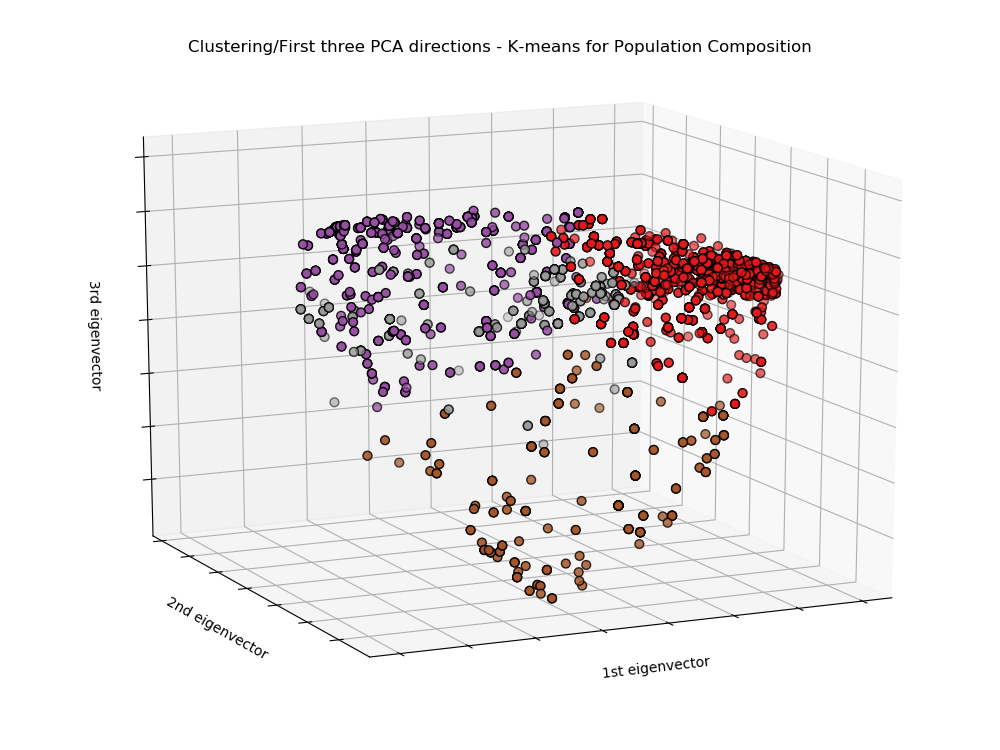 Clustering/First three PCA directions - K-means for Population Composition
3rd eigenvector
2nd eigenvector
1st eigenvector